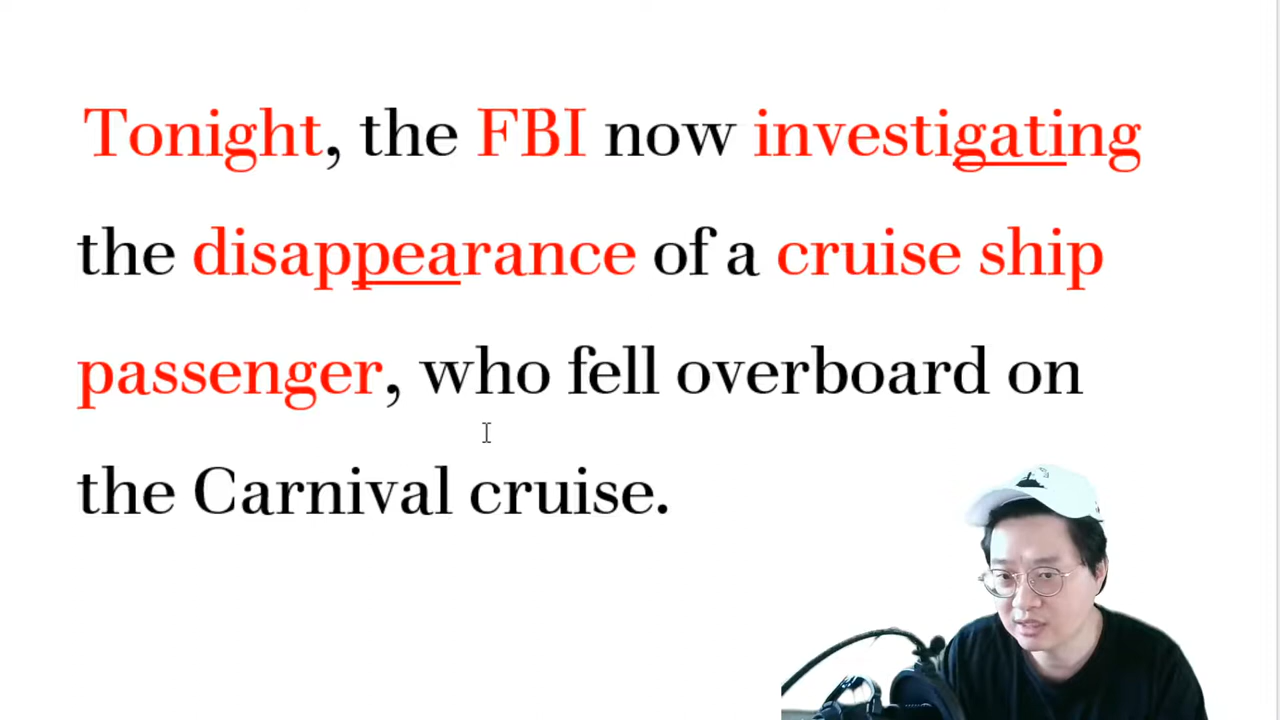 Tonight, the FBI now investigating
the disappearance of a cruise ship
passenger, who fell overboard on
the Carnival cruise.